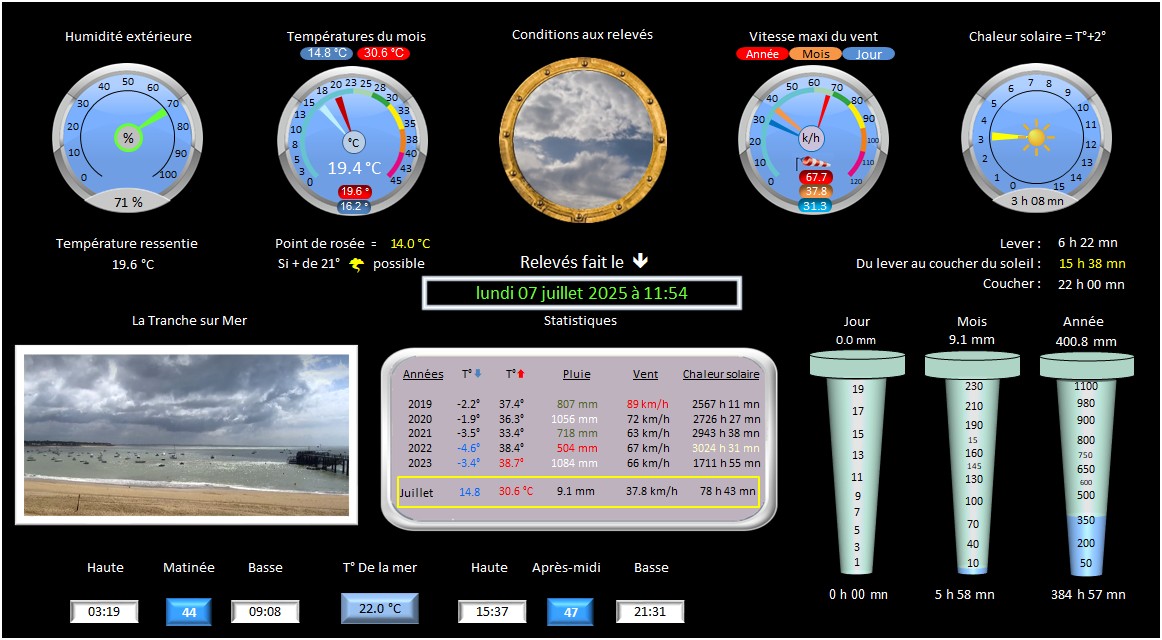 Humidité extérieure
Températures du mois
14.8 °C 30.6 °C
Conditions aux relevés
Vitesse maxi du vent
Année Mois Jour
Chaleur solaire = T°+2°
0 10 20 30 40 50 60 70 80 90 100
%
71 %
0 3 5 8 10 13 15 18 20 23 25 28 30 33 35 38 40 43 45
°C
19.4 °C
19.6 °
16.2 °
0 10 20 30 40 50 60 70 80 90 100 110 120
k/h
67.7
37.8
31.3
0 1 2 3 4 5 6 7 8 9 10 11 12 13 14 15
3 h 08 mn
Température ressentie
19.6 °C
Point de rosée = 14.0 °C
Si + de 21° possible
Relevés fait le
lundi 07 juillet 2025 à 11:54
Lever : 6 h 22 mn
Du lever au coucher du soleil : 15 h 38 mn
Coucher : 22 h 00 mn
La Tranche sur Mer
Statistiques
Années T° T° Pluie Vent Chaleur solaire
2019 -2.2° 37.4° 807 mm 89 km/h 2567 h 11 mn
2020 -1.9° 36.3° 1056 mm 72 km/h 2726 h 27 mn
2021 -3.5° 33.4° 718 mm 63 km/h 2943 h 38 mn
2022 -4.6° 38.4° 504 mm 67 km/h 3024 h 31 mn
2023 -3.4° 38.7° 1084 mm 66 km/h 1711 h 55 mn
Juillet 14.8 30.6 °C 9.1 mm 37.8 km/h 78 h 43 mn
Jour
0.0 mm
19
17
15
13
11
9
7
5
3
1
0 h 00 mn
Mois
9.1 mm
230
210
190
15
160
145
130
100
70
40
10
5 h 58 mn
Année
400.8 mm
1100
980
900
800
750
650
600
500
350
200
50
384 h 57 mn
Haute Matinée Basse T° De la mer Haute Après-midi Basse
03:19 44 09:08 22.0 °C 15:37 47 21:31